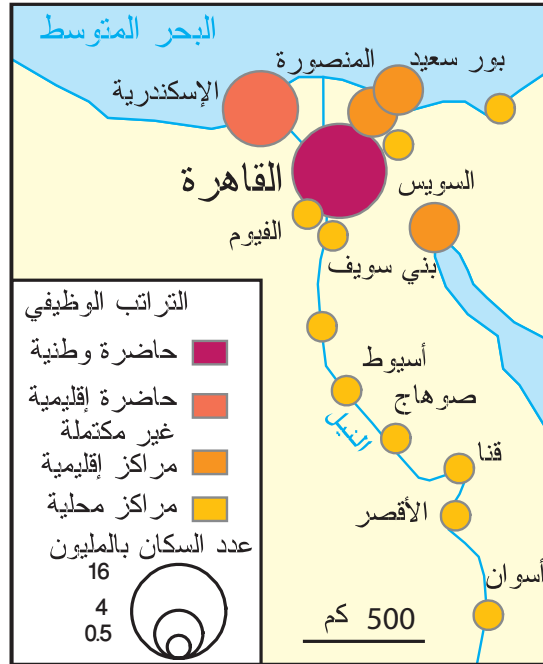 البحر المتوسط
بور سعيد
المنصورة
الإسكندرية
القاهرة
السويس
الفيوم
بني سويف
أسيوط
صوهاج
النيل
قنا
الأقصر
أسوان
التراتب الوظيفي
حاضرة وطنية
حاضرة إقليمية
غير مكتملة
مراكز إقليمية
مراكز محلية
عدد السكان بالمليون
16
4
0.5
500 كم